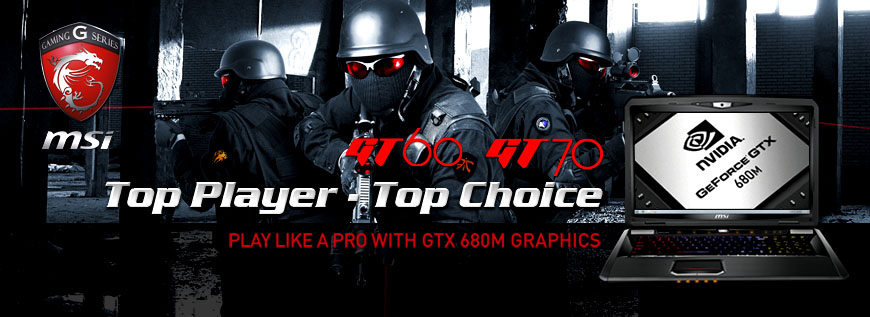 GAMING G SERIES
msi
GT60 GT70
Top Player - Top Choice
PLAY LIKE A PRO WITH GTX 680M GRAPHICS
NVIDIA.
GEFORCE GTX
680M
msi